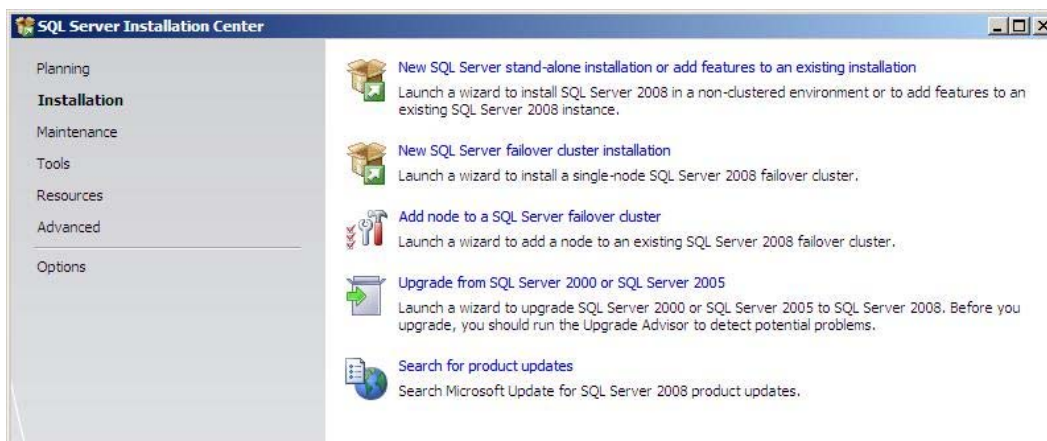 SQL Server Installation Center
Planning
Installation
Maintenance
Tools
Resources
Advanced
Options
New SQL Server stand-alone installation or add features to an existing installation
Launch a wizard to install SQL Server 2008 in a non-clustered environment or to add features to an
existing SQL Server 2008 instance.
New SQL Server failover cluster installation
Launch a wizard to install a single-node SQL Server 2008 failover cluster.
Add node to a SQL Server failover cluster
Launch a wizard to add a node to an existing SQL Server 2008 failover cluster.
Upgrade from SQL Server 2000 or SQL Server 2005
Launch a wizard to upgrade SQL Server 2000 or SQL Server 2005 to SQL Server 2008. Before you
upgrade, you should run the Upgrade Advisor to detect potential problems.
Search for product updates
Search Microsoft Update for SQL Server 2008 product updates.